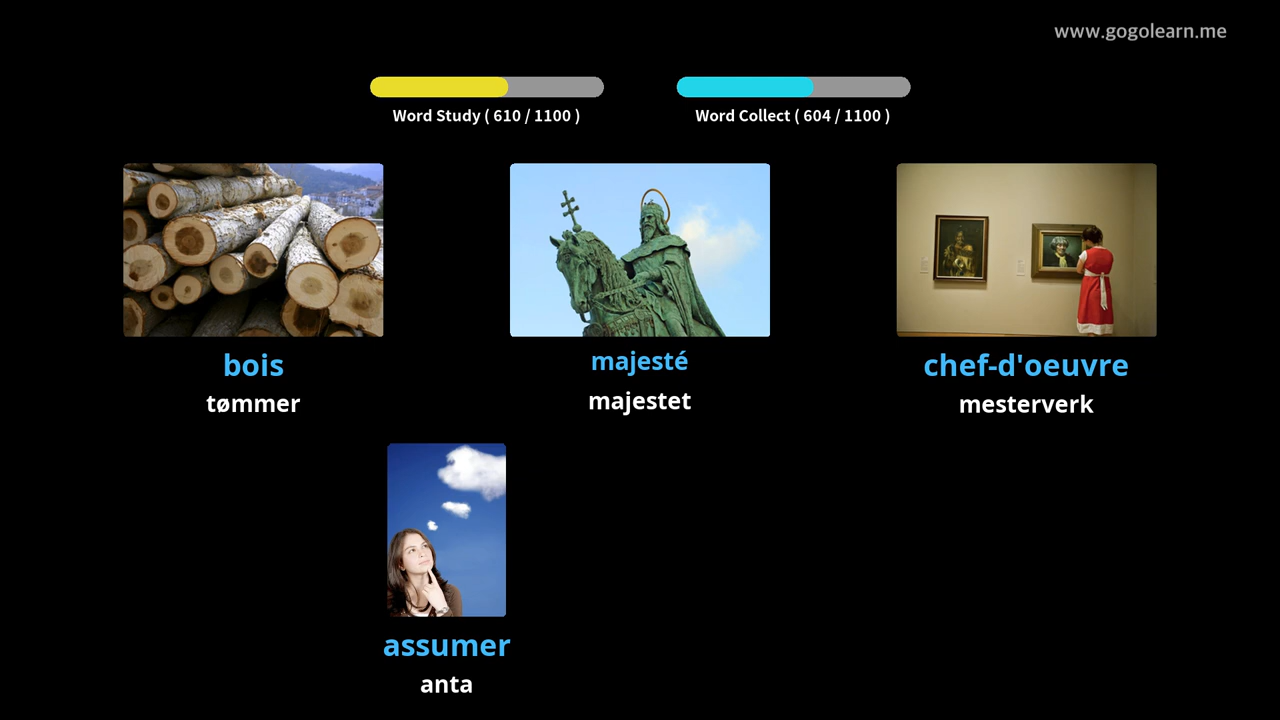 www.gogolearn.me
Word Study ( 610 / 1100 )
Word Collect ( 604 / 1100 )
bois
tømmer
majesté
majestet
chef-d'oeuvre
mesterverk
assumer
anta